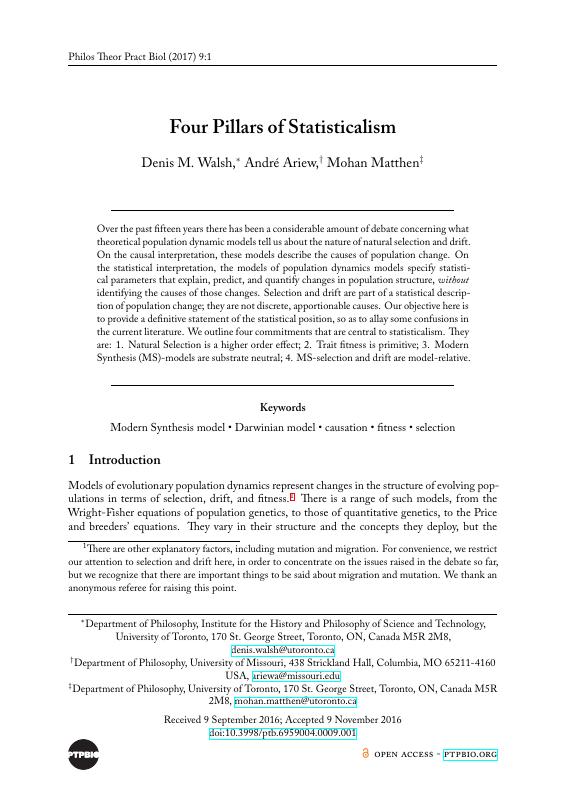 Philos Theor Pract Biol (2017) 9:1
Four Pillars of Statisticalism
Denis M. Walsh,* André Ariew,† Mohan Matthen‡
Over the past fifteen years there has been a considerable amount of debate concerning what
theoretical population dynamic models tell us about the nature of natural selection and drift.
On the causal interpretation, these models describe the causes of population change. On
the statistical interpretation, the models of population dynamics models specify statisti-
cal parameters that explain, predict, and quantify changes in population structure, without
identifying the causes of those changes. Selection and drift are part of a statistical descrip-
tion of population change; they are not discrete, apportionable causes. Our objective here is
to provide a definitive statement of the statistical position, so as to allay some confusions in
the current literature. We outline four commitments that are central to statisticalism. They
are: 1. Natural Selection is a higher order effect; 2. Trait fitness is primitive; 3. Modern
Synthesis (MS)-models are substrate neutral; 4. MS-selection and drift are model-relative.
Keywords
Modern Synthesis model • Darwinian model • causation • fitness • selection
1 Introduction
Models of evolutionary population dynamics represent changes in the structure of evolving pop-
ulations in terms of selection, drift, and fitness.1 There is a range of such models, from the
Wright-Fisher equations of population genetics, to those of quantitative genetics, to the Price
and breeders' equations. They vary in their structure and the concepts they deploy, but the
1There are other explanatory factors, including mutation and migration. For convenience, we restrict
our attention to selection and drift here, in order to concentrate on the issues raised in the debate so far,
but we recognize that there are important things to be said about migration and mutation. We thank an
anonymous referee for raising this point.
*Department of Philosophy, Institute for the History and Philosophy of Science and Technology,
University of Toronto, 170 St. George Street, Toronto, ON, Canada M5R 2M8,
denis.walsh@utoronto.ca
†Department of Philosophy, University of Missouri, 438 Strickland Hall, Columbia, MO 65211-4160
USA, ariewa@missouri.edu
‡Department of Philosophy, University of Toronto, 170 St. George Street, Toronto, ON, Canada M5R
2M8, mohan.matthen@utoronto.ca
Received 9 September 2016; Accepted 9 November 2016
doi:10.3998/ptb.6959004.0009.001
PTPBIO
OPEN ACCESS - PTPBIO.ORG